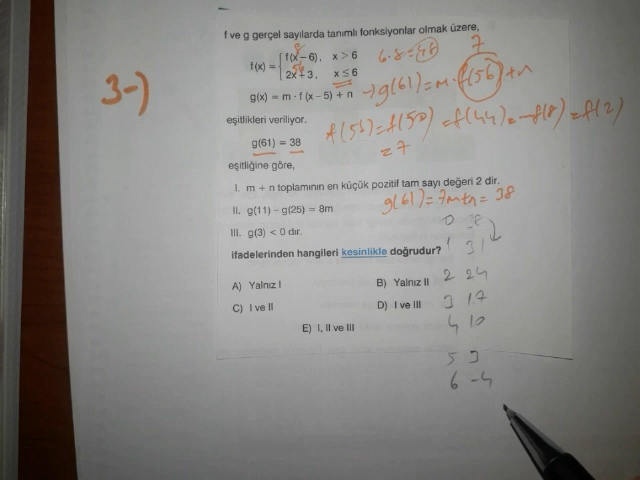 f ve g gerçel sayılarda tanımlı fonksiyonlar olmak üzere,
f(x) = { f(x – 6), x > 6
2x + 3, x ≤ 6
g(x) = m · f (x – 5) + n
eşitlikleri veriliyor.
g(61) = 38
eşitliğine göre,
I. m + n toplamının en küçük pozitif tam sayı değeri 2 dir.
II. g(11) – g(25) = 8m
III. g(3) < 0 dır.
ifadelerinden hangileri kesinlikle doğrudur?
A) Yalnız I B) Yalnız II
C) I ve II D) I ve III
E) I, II ve III
3-)
8
56
6.8=48
7
→ g(61)=m.f(56)+n
f(50) =f(44)= f(8)=f(2)
=7
g(61)=7m+n= 38
0 38
1 31
2 24
3 17
4 10
5 3
6 -4